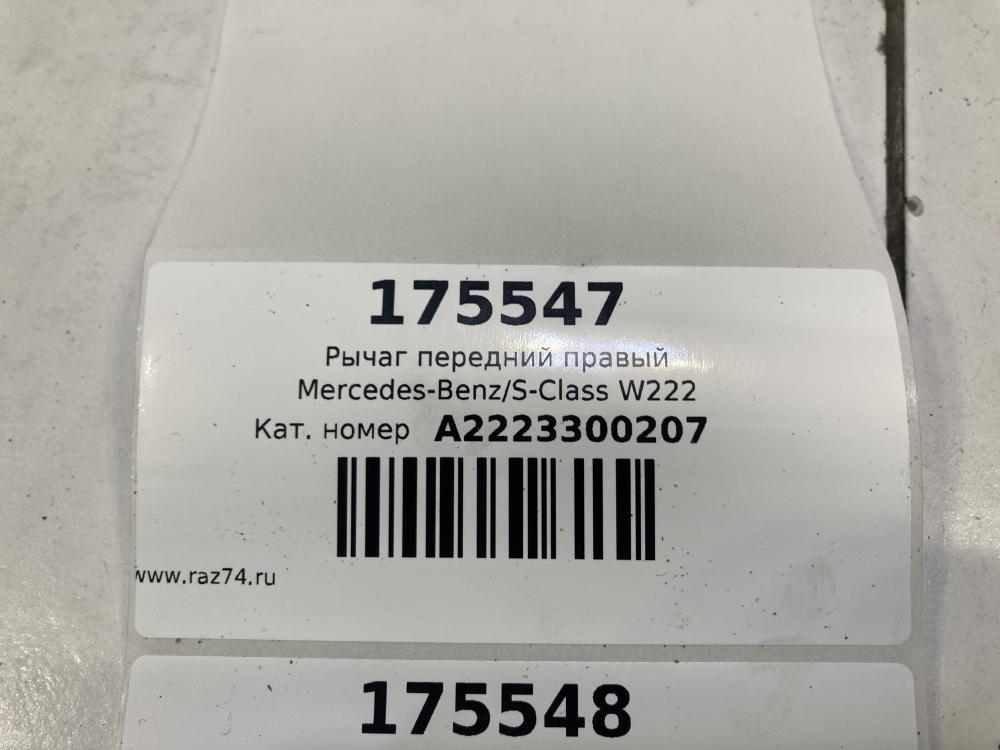 175547
Рычаг передний правый
Mercedes-Benz/S-Class W222
Кат. номер A2223300207
www.raz74.ru
175548